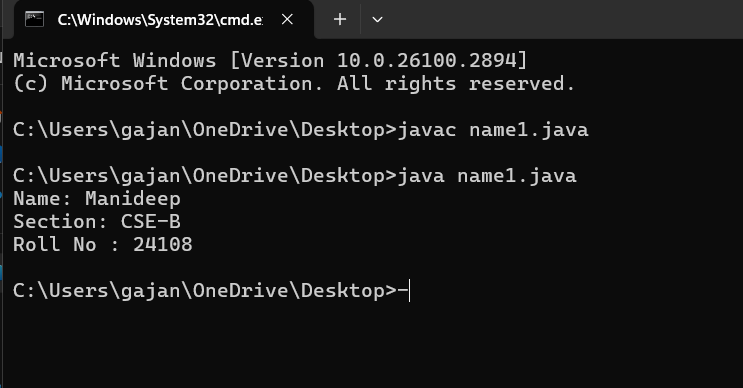 C:\Windows\System32\cmd.e
Microsoft Windows [Version 10.0.26100.2894]
(c) Microsoft Corporation. All rights reserved.
C:\Users\gajan\OneDrive\Desktop>javac name1.java
C:\Users\gajan\OneDrive\Desktop>java name1.java
Name: Manideep
Section: CSE-B
Roll No : 24108
C:\Users\gajan\OneDrive\Desktop>-